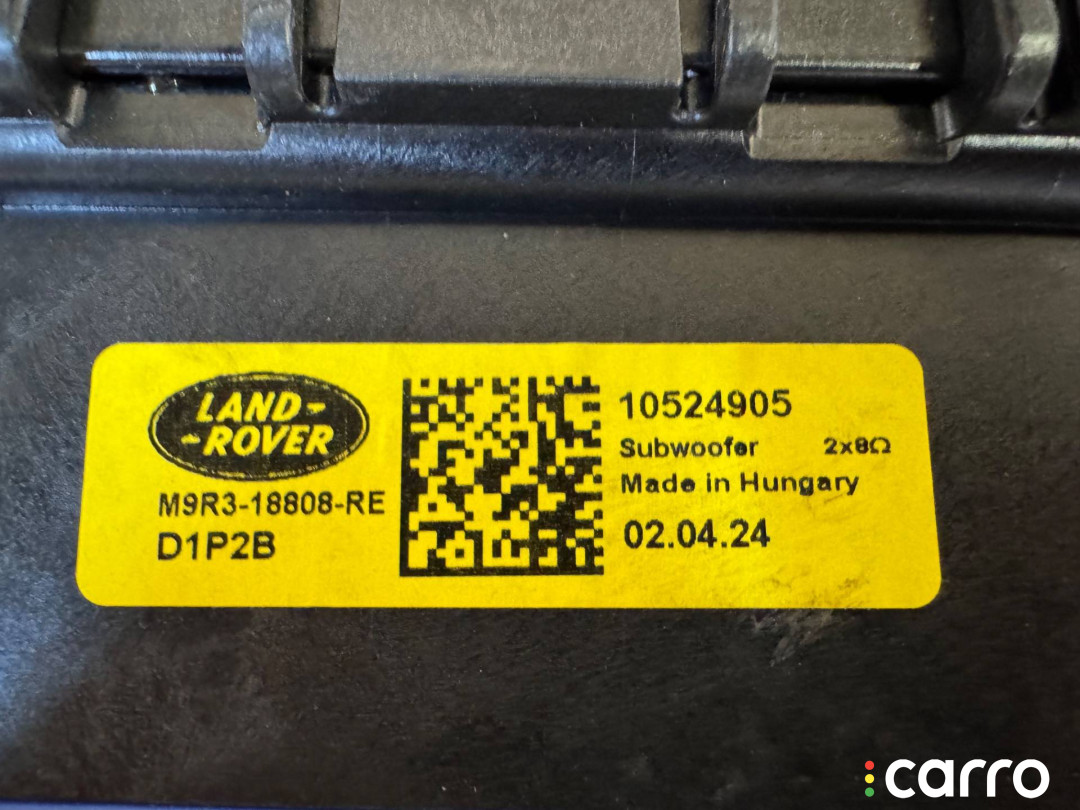 LAND-
-ROVER
M9R3-18808-RE
D1P2B
10524905
Subwoofer 2x8Ω
Made in Hungary
02.04.24
carro